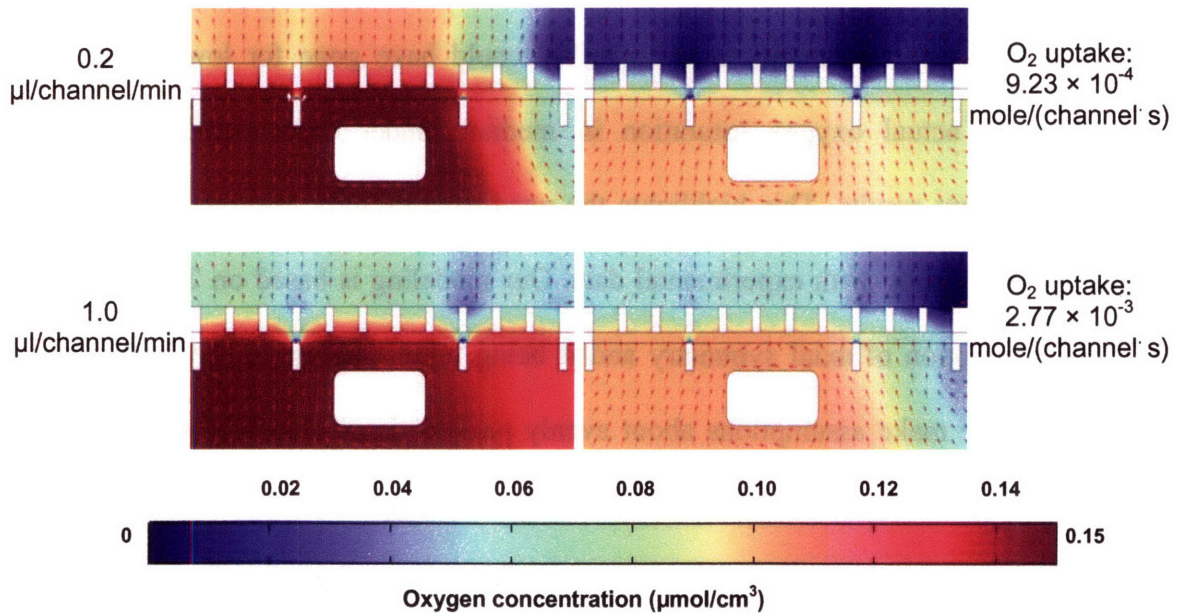 0.2
µl/channel/min
O₂ uptake:
9.23 × 10⁻⁴
mole/(channel·s)
1.0
µl/channel/min
O₂ uptake:
2.77 × 10⁻³
mole/(channel·s)
0.02 0.04 0.06 0.08 0.10 0.12 0.14
0 0.15
Oxygen concentration (µmol/cm³)